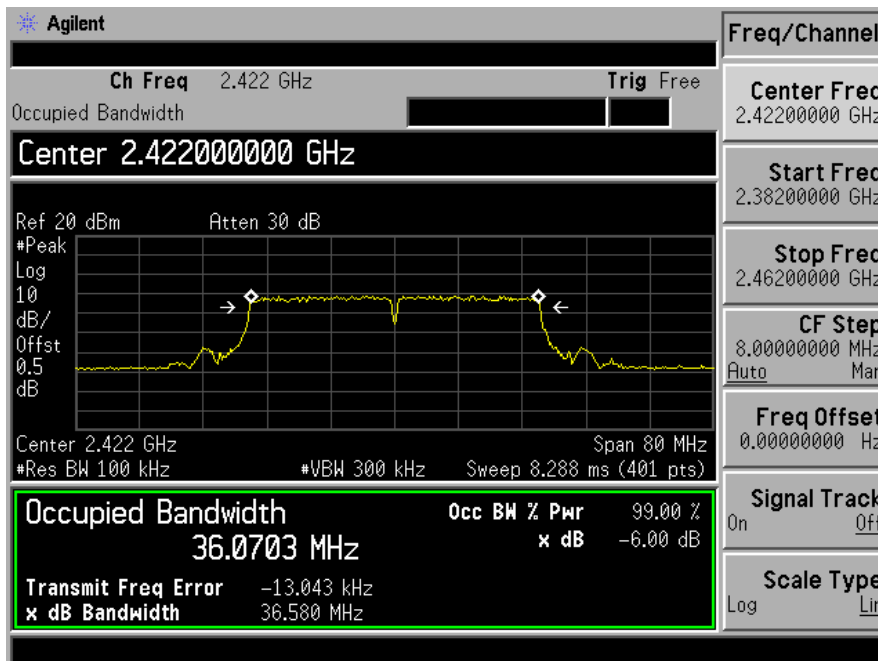 Agilent
Ch Freq 2.422 GHz Trig Free
Occupied Bandwidth
Center 2.422000000 GHz
Ref 20 dBm Atten 30 dB
#Peak
Log
10
dB/
Offst
0.5
dB
Center 2.422 GHz Span 80 MHz
#Res BW 100 kHz #VBW 300 kHz Sweep 8.288 ms (401 pts)
Occupied Bandwidth Occ BW % Pwr 99.00 %
36.0703 MHz x dB -6.00 dB
Transmit Freq Error -13.043 kHz
x dB Bandwidth 36.580 MHz
Freq/Channel
Center Freq
2.42200000 GHz
Start Freq
2.38200000 GHz
Stop Freq
2.46200000 GHz
CF Step
8.00000000 MHz
Auto Man
Freq Offset
0.00000000 Hz
Signal Track
On Off
Scale Type
Log Lin